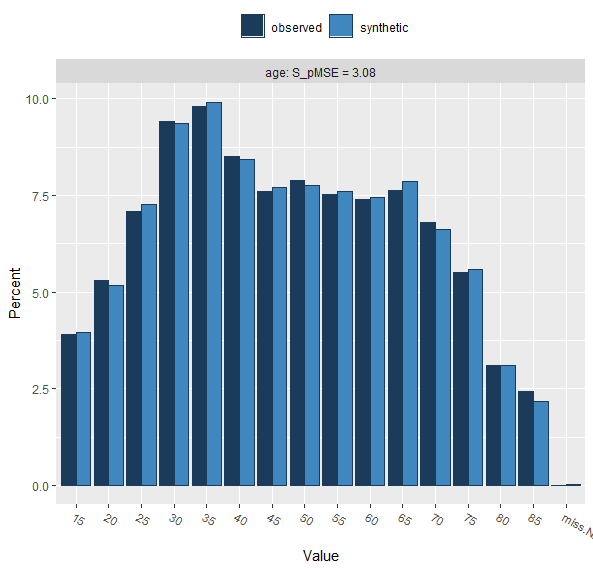 observed synthetic
age: S_pMSE = 3.08
10.0
7.5
5.0
2.5
0.0
Percent
15 20 25 30 35 40 45 50 55 60 65 70 75 80 85 miss.N
Value